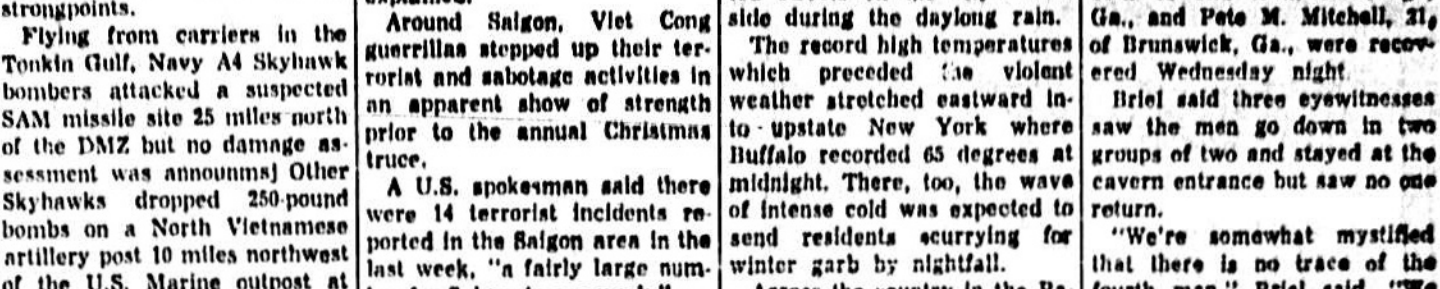 strongpoints.
Flying from carriers in the
Tonkin Gulf, Navy A4 Skyhawk
bombers attacked a suspected
SAM missile site 25 miles north
of the DMZ but no damage as-
sessment was announmsj Other
Skyhawks dropped 250-pound
bombs on a North Vietnamese
artillery post 10 miles northwest
of the U.S. Marine outpost at
Around Saigon, Viet Cong
guerrillas stepped up their ter-
rorist and sabotage activities in
an apparent show of strength
prior to the annual Christmas
truce.
A U.S. spokesman said there
were 14 terrorist incidents re-
ported in the Saigon area in the
last week, "a fairly large num-
side during the daylong rain.
The record high temperatures
which preceded the violent
weather stretched eastward in-
to upstate New York where
Buffalo recorded 65 degrees at
midnight. There, too, the wave
of intense cold was expected to
send residents scurrying for
winter garb by nightfall.
Across the country in the
Ga., and Pete M. Mitchell, 21,
of Brunswick, Ga., were recov-
ered Wednesday night.
Briel said three eyewitnesses
saw the men go down in two
groups of two and stayed at the
cavern entrance but saw no one
return.
"We're somewhat mystified
that there is no trace of the
fourth man," Briel said. "We